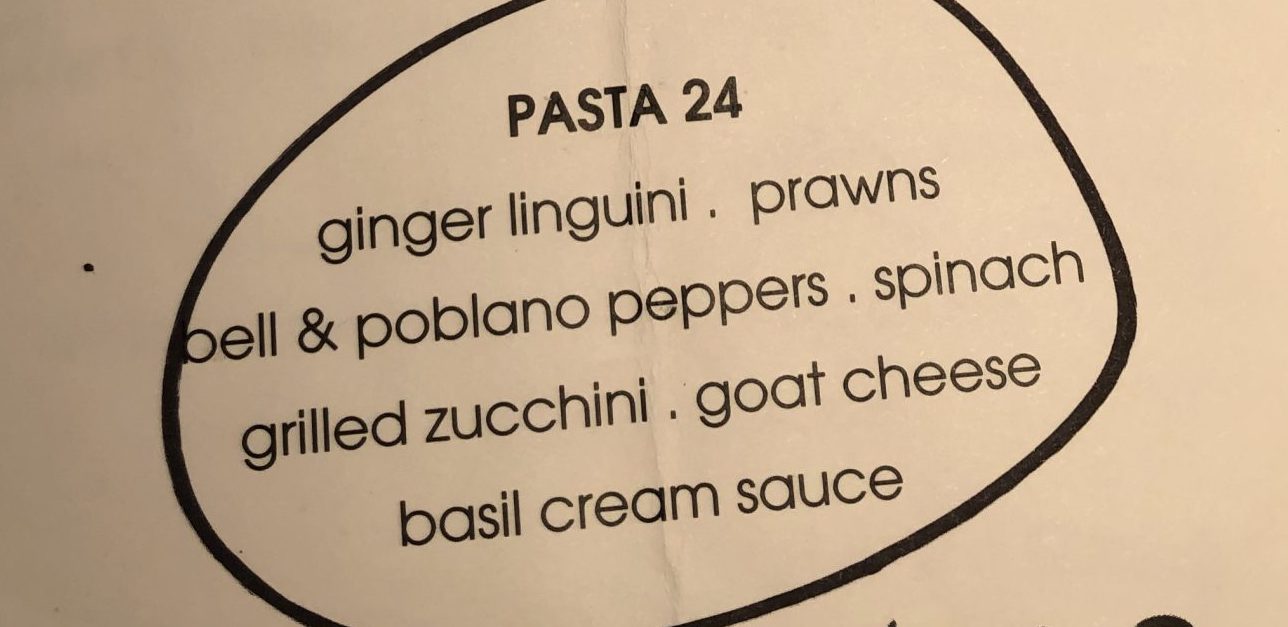 PASTA 24
ginger linguini . prawns
bell & poblano peppers . spinach
grilled zucchini . goat cheese
basil cream sauce